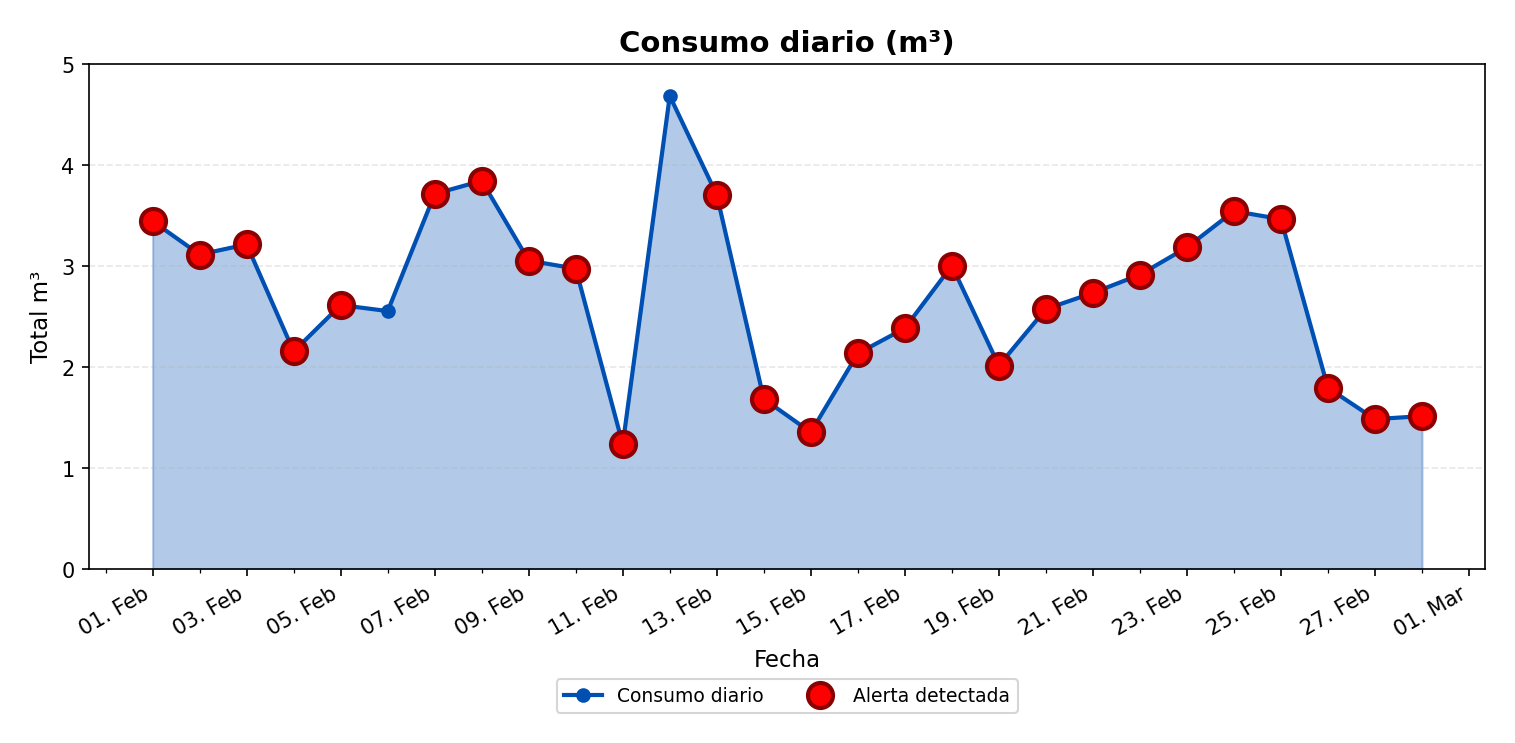 Consumo diario (m³)
5
4
3
2
1
0
Total m³
01. Feb
03. Feb
05. Feb
07. Feb
09. Feb
11. Feb
13. Feb
15. Feb
17. Feb
19. Feb
21. Feb
23. Feb
25. Feb
27. Feb
01. Mar
Fecha
Consumo diario
Alerta detectada